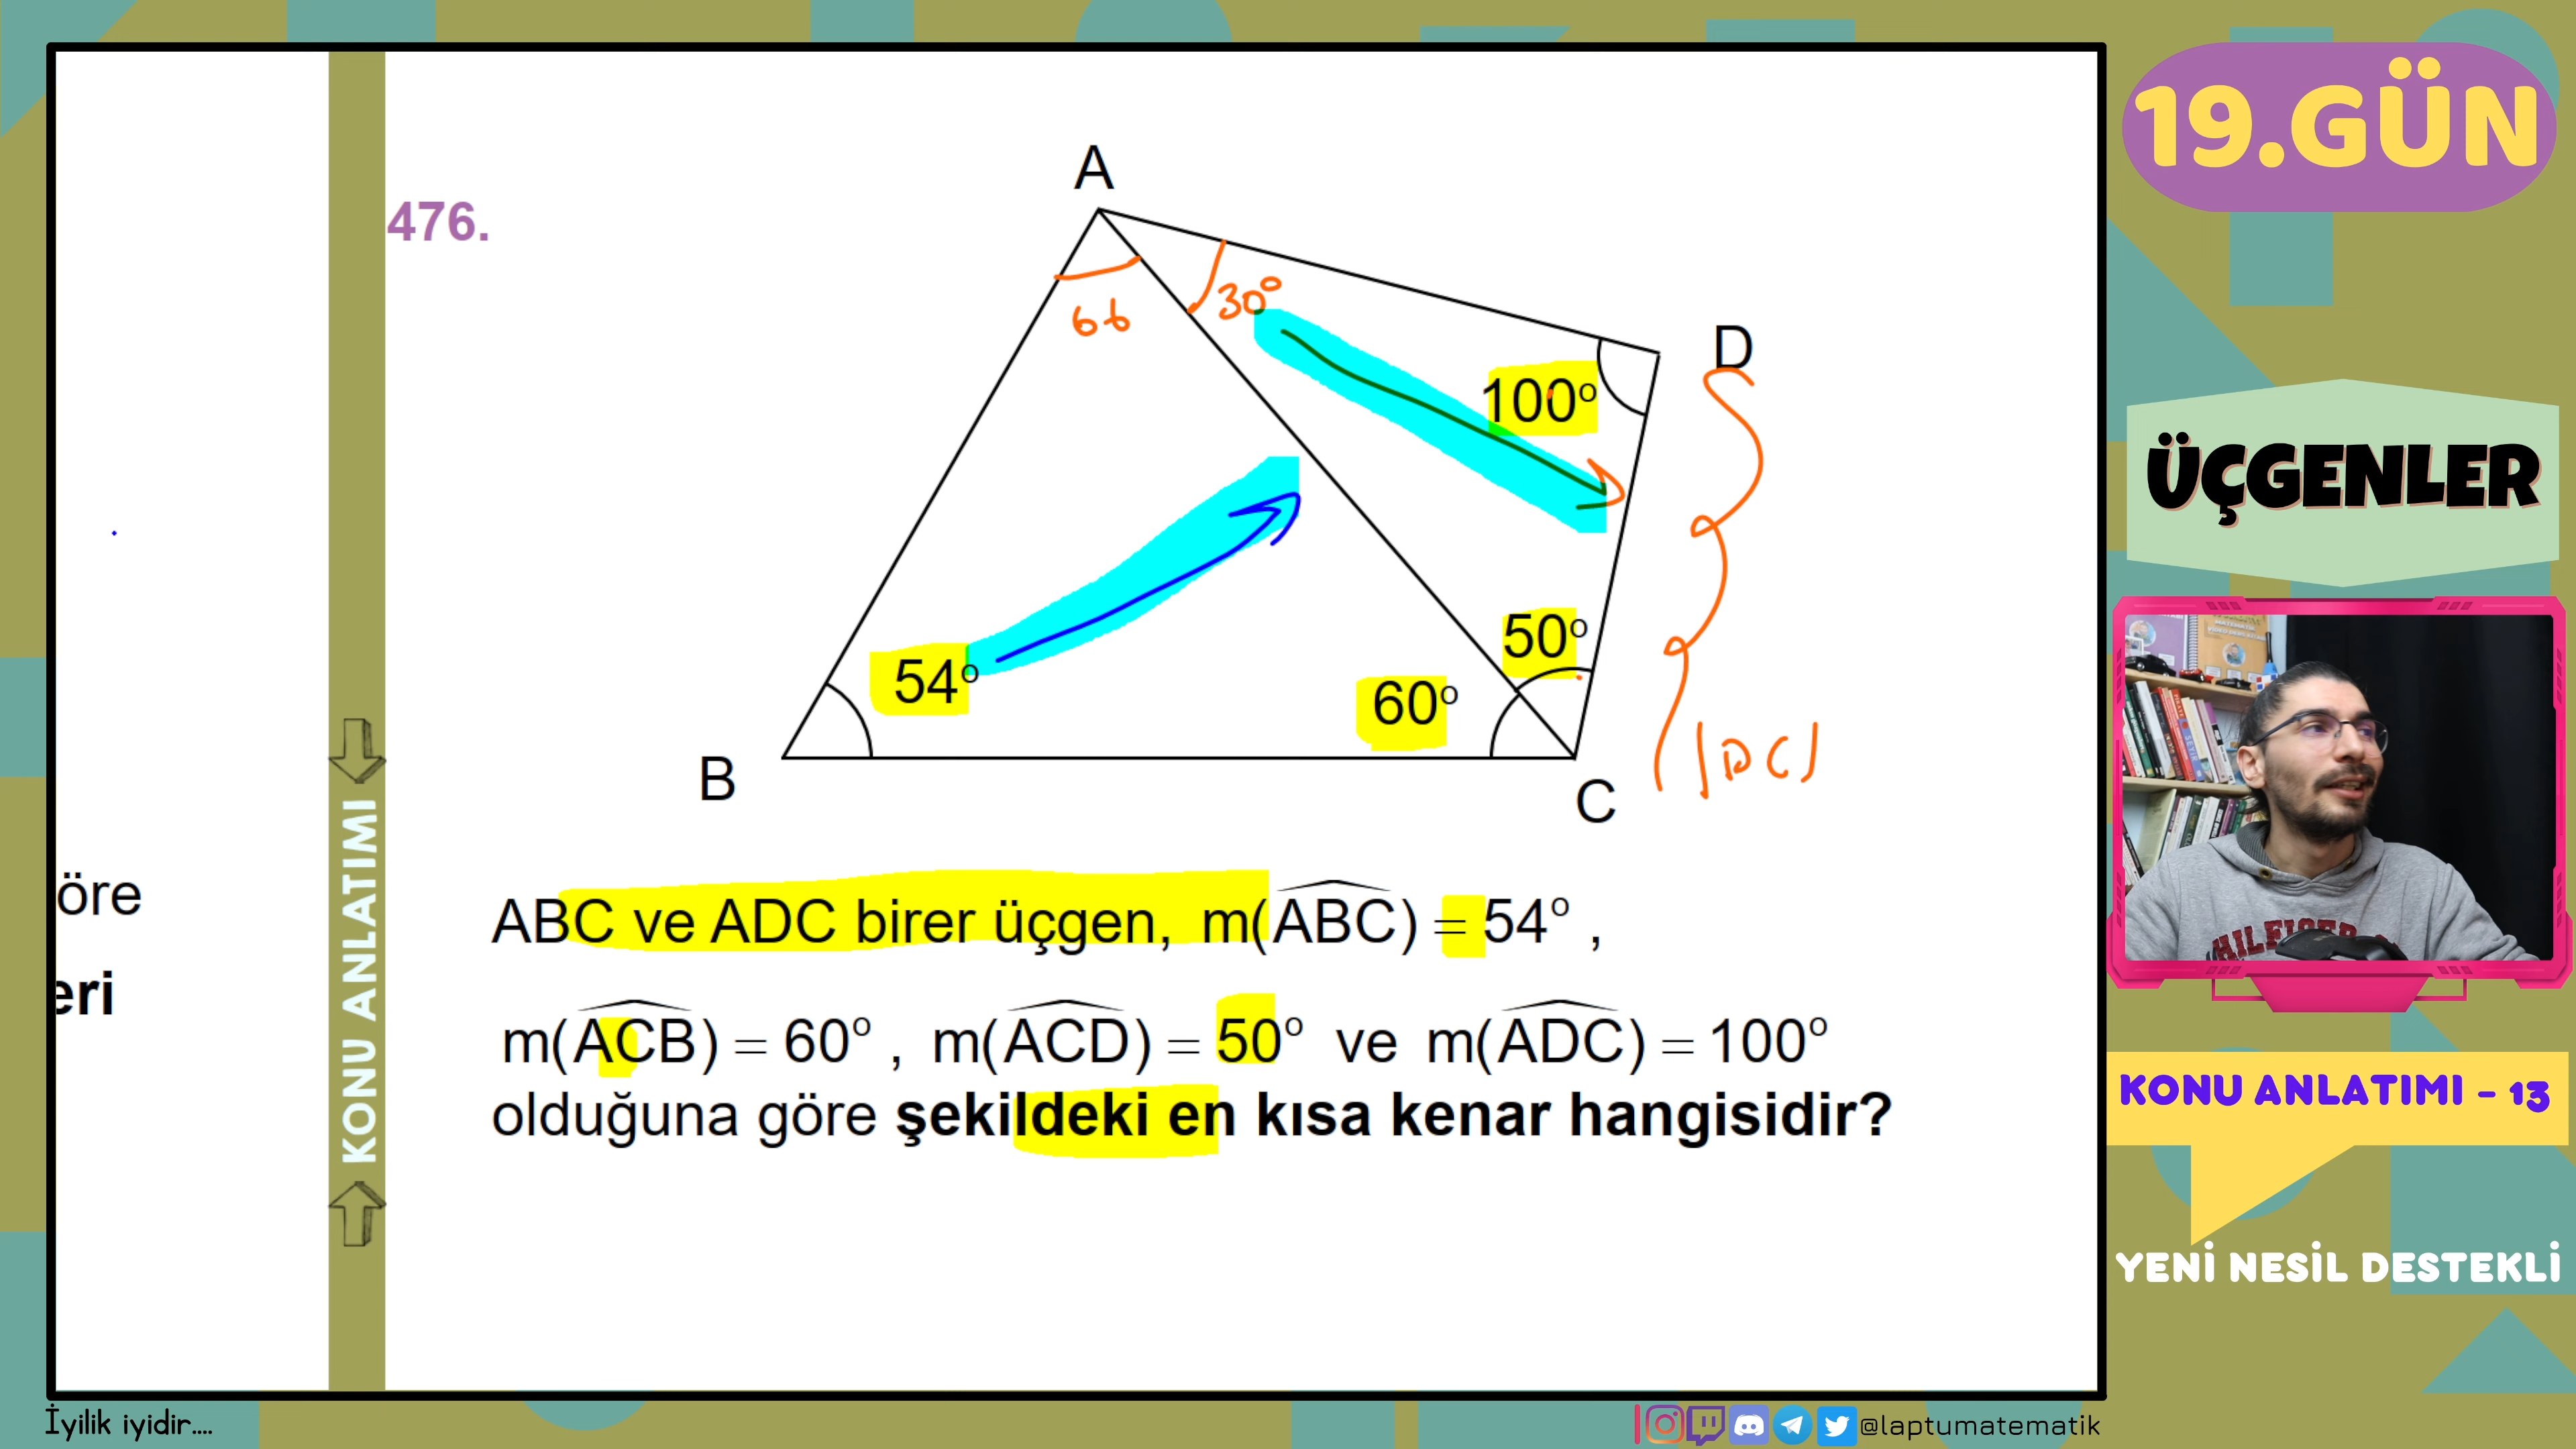 19.GÜN
476.
A
66
30°
D
100°
50°
54°
60°
B
C
|DC|
ÜÇGENLER
öre
eri
KONU ANLATIMI
ABC ve ADC birer üçgen, m(ABC) = 54° ,
m(ACB) = 60° , m(ACD) = 50° ve m(ADC) = 100°
olduğuna göre şekildeki en kısa kenar hangisidir?
KONU ANLATIMI - 13
YENİ NESİL DESTEKLİ
İyilik iyidir....
@laptumatematik